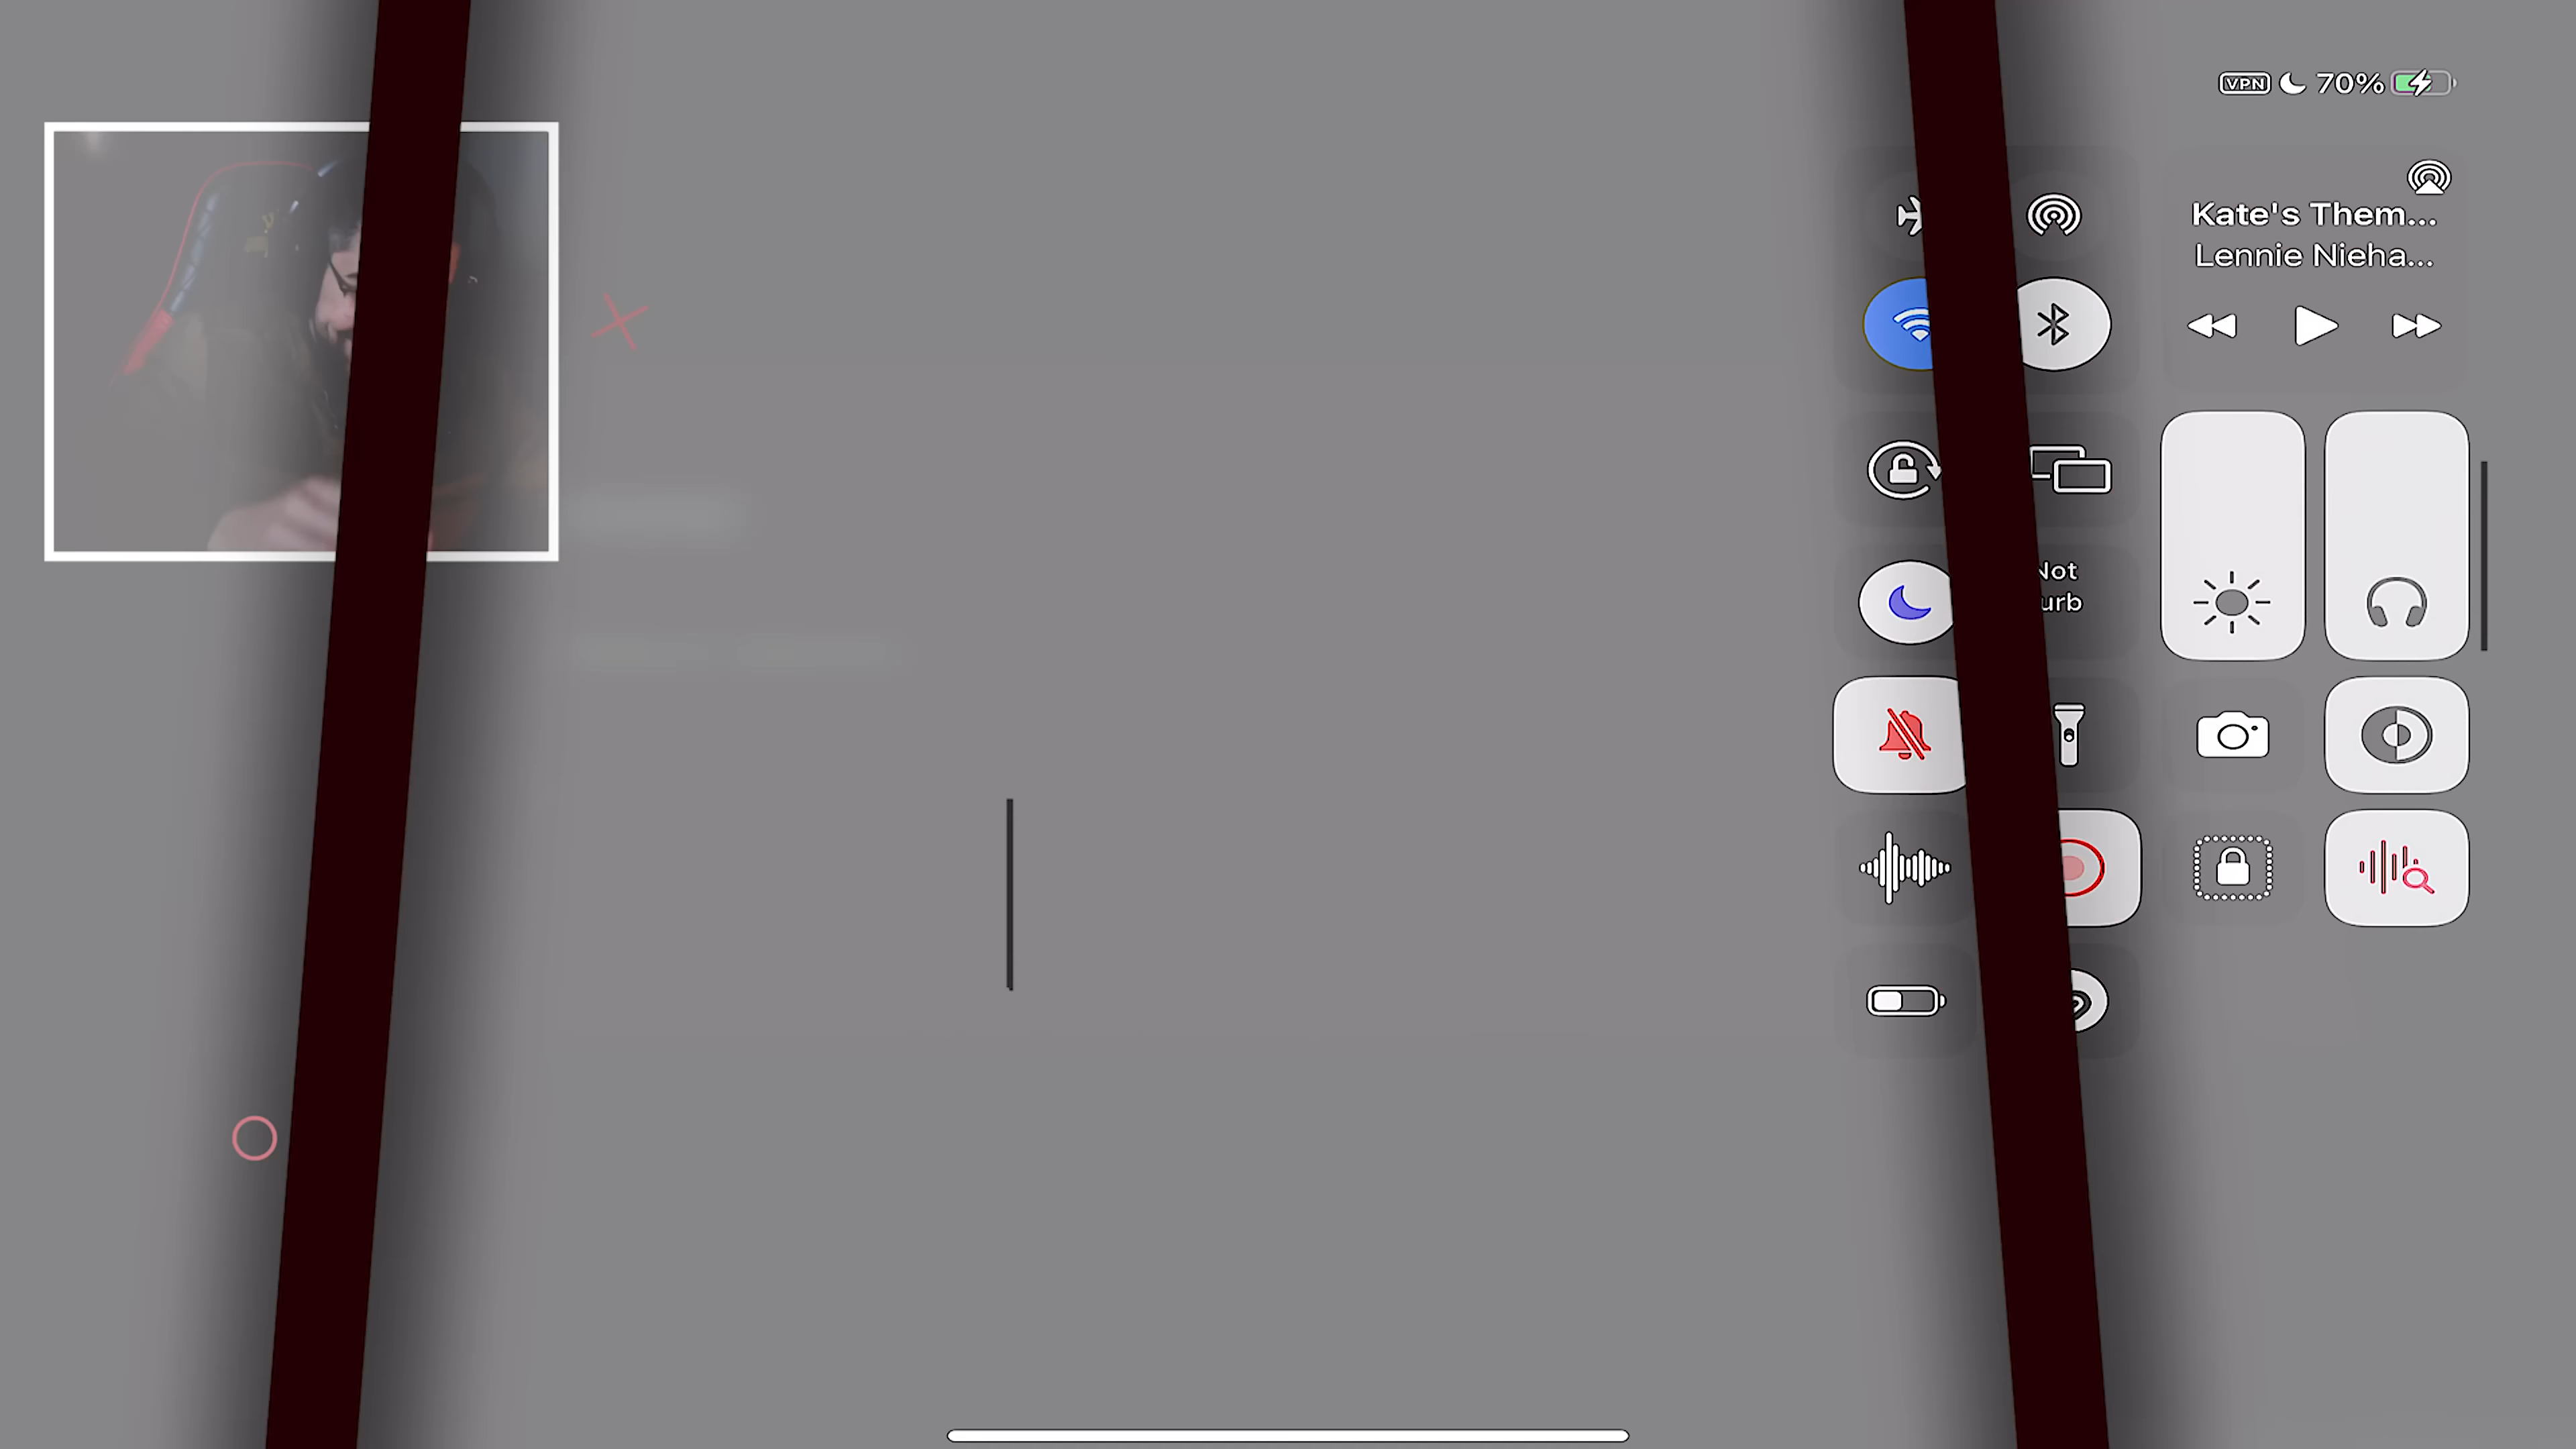 VPN 70%
Kate's Them...
Lennie Nieha...
Not
urb